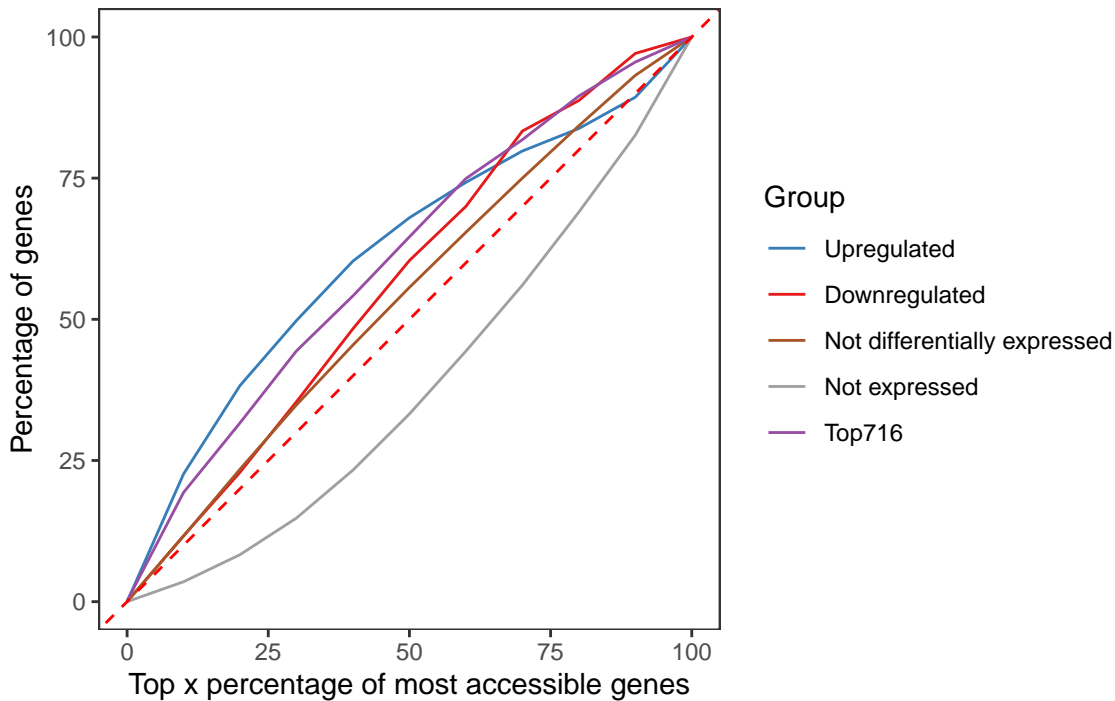 100
75
50
25
0
Percentage of genes
0 25 50 75 100
Top x percentage of most accessible genes
Group
Upregulated
Downregulated
Not differentially expressed
Not expressed
Top716